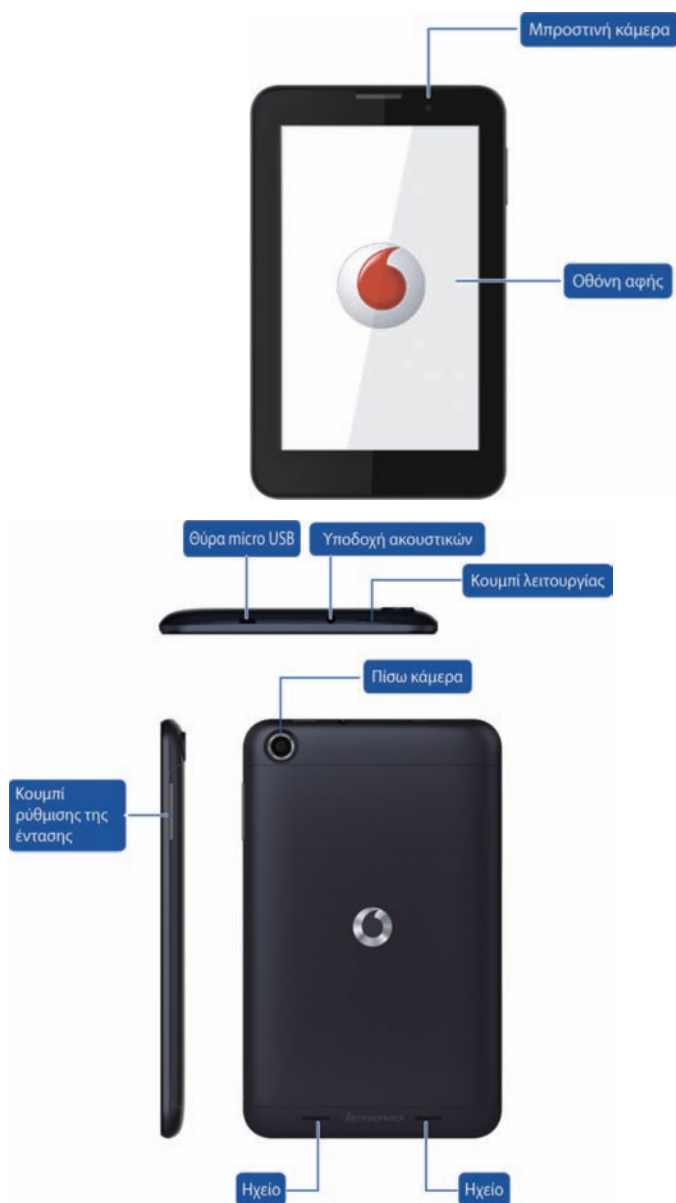 Μπροστινή κάμερα
Οθόνη αφής
Θύρα micro USB
Υποδοχή ακουστικών
Κουμπί λειτουργίας
Πίσω κάμερα
Κουμπί
ρύθμισης της
έντασης
lenovo
Ηχείο
Ηχείο